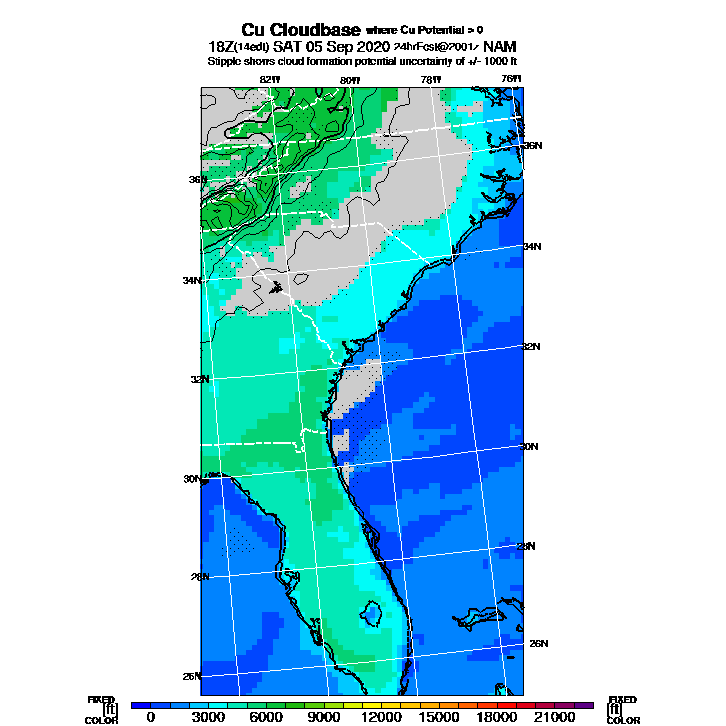 Cu Cloudbase where Cu Potential > 0
18Z(14edt) SAT 05 Sep 2020 24hrFcst@2001z NAM
Stipple shows cloud formation potential uncertainty of +/- 1000 ft
82W 80W 78W 76W
36N 36N
34N 34N
32N 32N
30N 30N
28N 28N
26N 26N
FIXED FIXED
[ft] [ft]
COLOR COLOR
0 3000 6000 9000 12000 15000 18000 21000